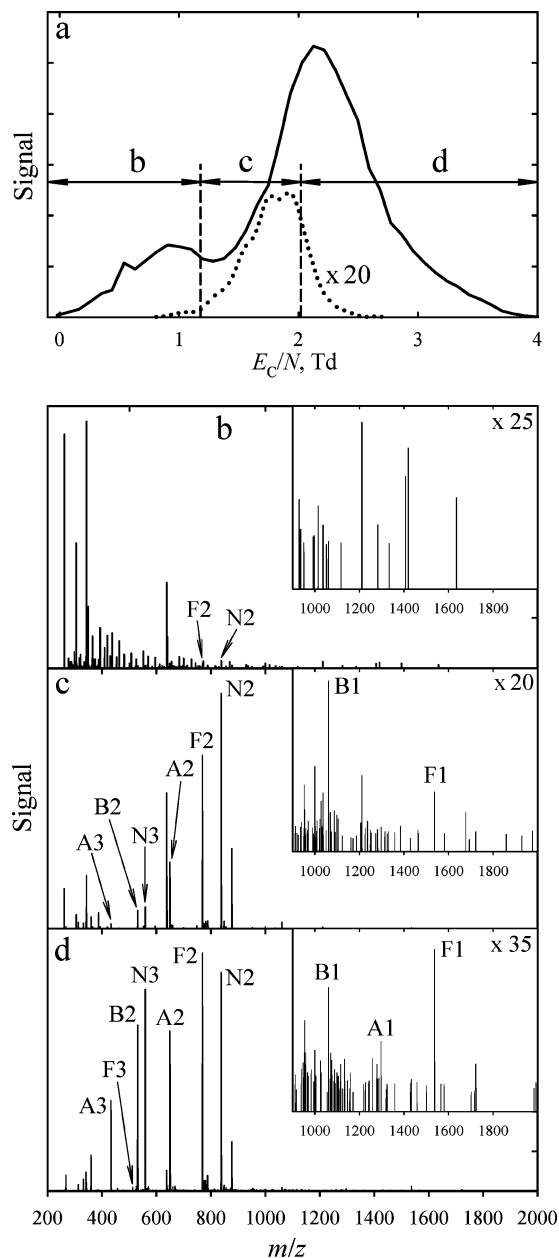 a
b
c
d
x 20
Signal
0
1
2
3
4
E_C/N, Td
b
x 25
F2
N2
1000 1200 1400 1600 1800
c
N2
F2
A2
B2
N3
A3
x 20
B1
F1
1000 1200 1400 1600 1800
Signal
d
F2
N3
N2
B2
A2
F3
A3
x 35
F1
B1
A1
1000 1200 1400 1600 1800
200 400 600 800 1000 1200 1400 1600 1800 2000
m/z